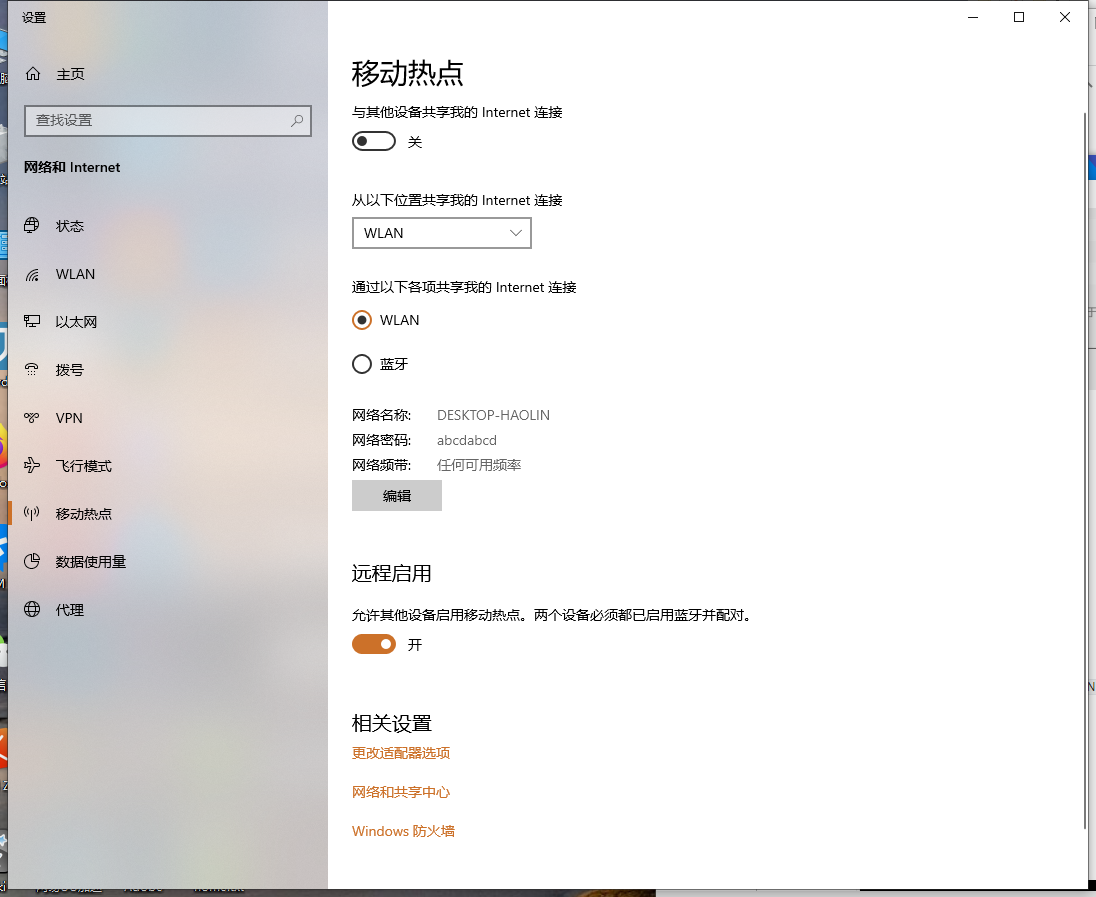 设置
主页
查找设置
网络和 Internet
状态
WLAN
以太网
拨号
VPN
飞行模式
移动热点
数据使用量
代理
移动热点
与其他设备共享我的 Internet 连接
关
从以下位置共享我的 Internet 连接
WLAN
通过以下各项共享我的 Internet 连接
WLAN
蓝牙
网络名称: DESKTOP-HAOLIN
网络密码: abcdabcd
网络频带: 任何可用频率
编辑
远程启用
允许其他设备启用移动热点。两个设备必须都已启用蓝牙并配对。
开
相关设置
更改适配器选项
网络和共享中心
Windows 防火墙